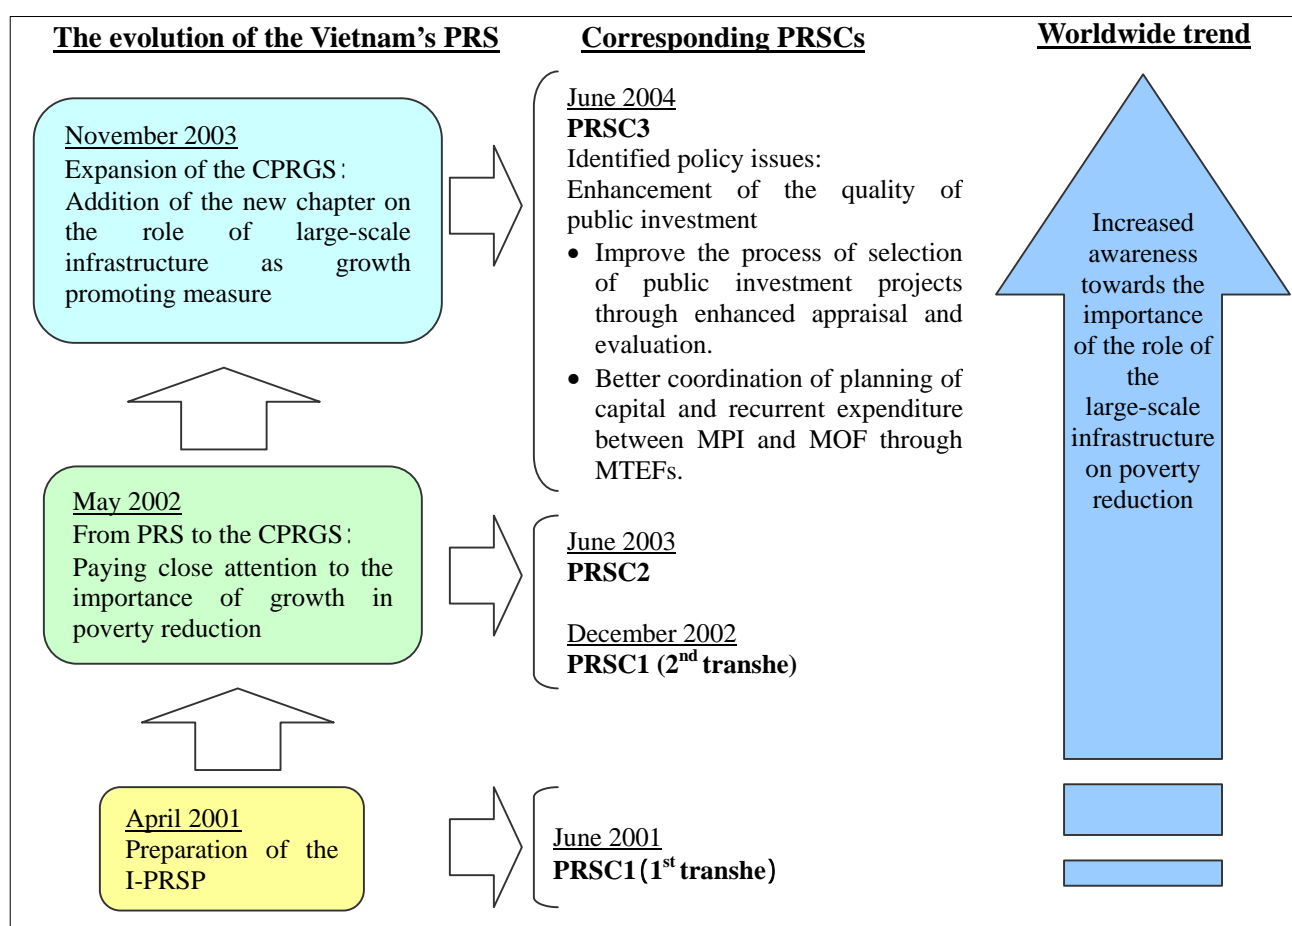 The evolution of the Vietnam's PRS
November 2003
Expansion of the CPRGS:
Addition of the new chapter on
the role of large-scale
infrastructure as growth
promoting measure
May 2002
From PRS to the CPRGS:
Paying close attention to the
importance of growth in
poverty reduction
April 2001
Preparation of the
I-PRSP
Corresponding PRSCs
June 2004
PRSC3
Identified policy issues:
Enhancement of the quality of
public investment
• Improve the process of selection
of public investment projects
through enhanced appraisal and
evaluation.
• Better coordination of planning of
capital and recurrent expenditure
between MPI and MOF through
MTEFs.
June 2003
PRSC2
December 2002
PRSC1 (2nd transhe)
June 2001
PRSC1(1st transhe)
Worldwide trend
Increased
awareness
towards the
importance
of the role of
the
large-scale
infrastructure
on poverty
reduction